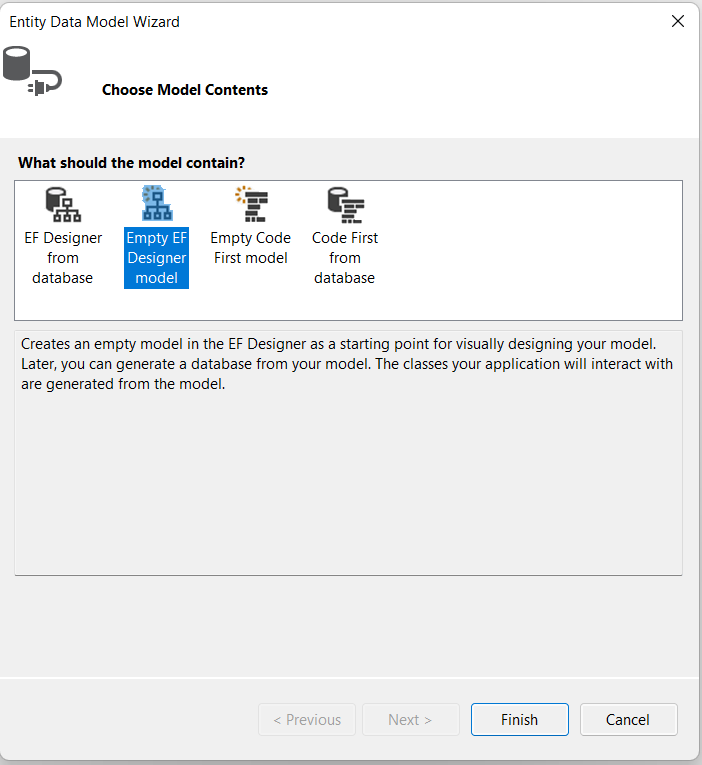 Entity Data Model Wizard
Choose Model Contents
What should the model contain?
EF Designer
from
database
Empty EF
Designer
model
Empty Code
First model
Code First
from
database
Creates an empty model in the EF Designer as a starting point for visually designing your model.
Later, you can generate a database from your model. The classes your application will interact with
are generated from the model.
< Previous
Next >
Finish
Cancel